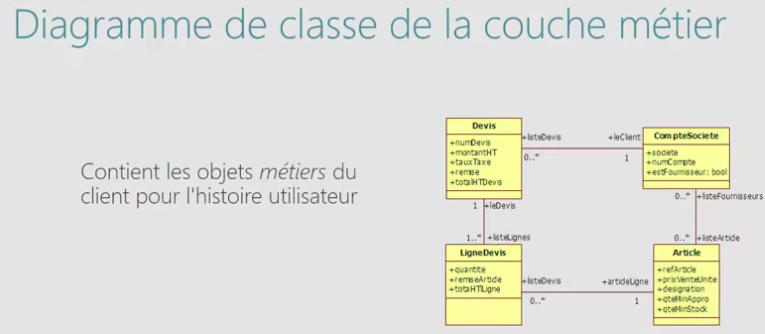 Diagramme de classe de la couche métier
Contient les objets métiers du
client pour l'histoire utilisateur
Devis
+numDevis
+montantHT
+tauxTaxe
+remise
+totalHTDevis
+listeDevis
0..*
+leClient
1
CompteSociete
+societe
+numCompte
+estFournisseur: bool
1 +leDevis
1..* +listeLignes
0..* +listeFournisseurs
0..* +listeArticle
LigneDevis
+quantite
+remiseArticle
+totaHTLigne
+listeDevis
0..*
+articleLigne
1
Article
+refArticle
+prixVenteUnite
+designation
+qteMinAppro
+qteMinStock